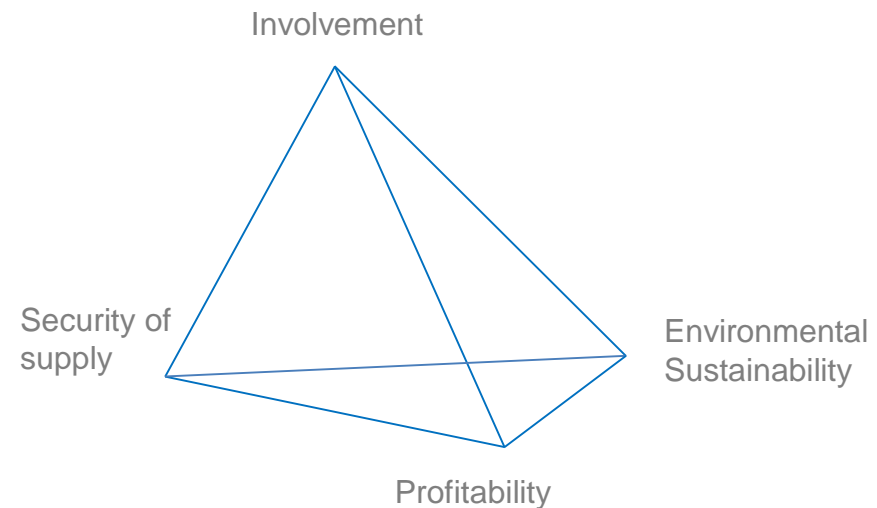 Involvement
Security of
supply
Environmental
Sustainability
Profitability